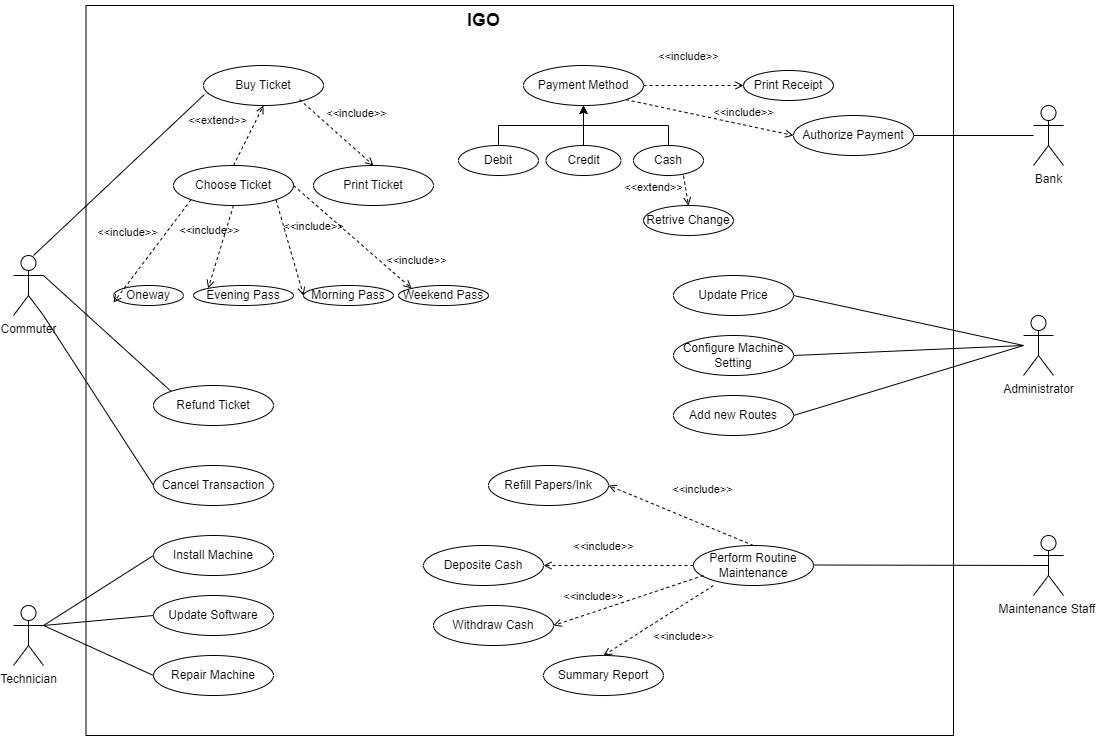 IGO
<<include>>
Buy Ticket
Payment Method
Print Receipt
<<extend>>
<<include>>
<<include>>
Authorize Payment
Debit
Credit
Cash
Bank
Choose Ticket
Print Ticket
<<extend>>
Retrive Change
<<include>>
<<include>>
<<include>>
<<include>>
Oneway
Evening Pass
Morning Pass
Weekend Pass
Update Price
Commuter
Configure Machine
Setting
Administrator
Refund Ticket
Add new Routes
Cancel Transaction
Refill Papers/Ink
<<include>>
Install Machine
<<include>>
Deposite Cash
Perform Routine
Maintenance
<<include>>
Update Software
Withdraw Cash
Maintenance Staff
<<include>>
Technician
Repair Machine
Summary Report